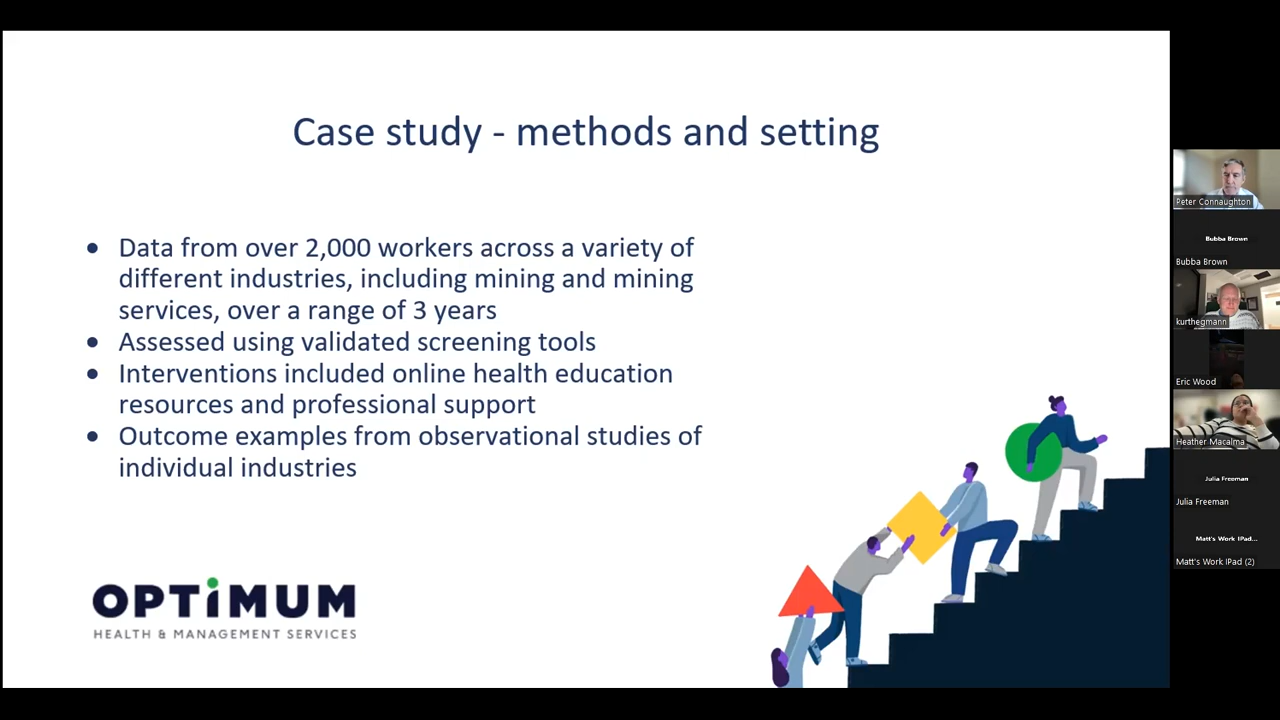 Case study - methods and setting
Data from over 2,000 workers across a variety of
different industries, including mining and mining
services, over a range of 3 years
Assessed using validated screening tools
Interventions included online health education
resources and professional support
Outcome examples from observational studies of
individual industries
OPTiMUM
HEALTH & MANAGEMENT SERVICES
Peter Connaughton
Bubba Brown
Bubba Brown
kurthegmann
Eric Wood
Heather Macalma
Julia Freeman
Julia Freeman
Matt's Work IPad...
Matt's Work IPad (2)